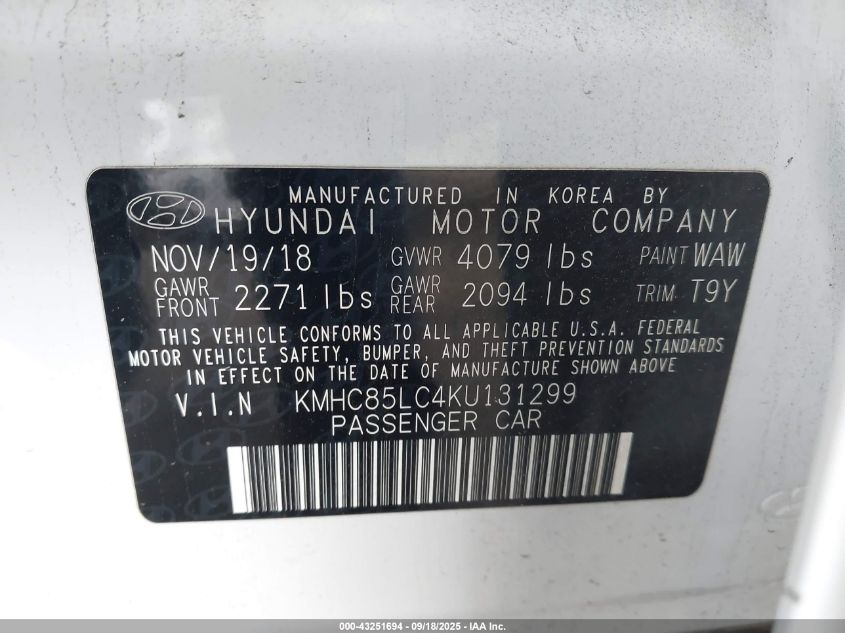 MANUFACTURED IN KOREA BY
HYUNDAI MOTOR COMPANY
NOV/19/18 GVWR 4079 lbs PAINT WAW
GAWR FRONT 2271 lbs GAWR REAR 2094 lbs TRIM T9Y
THIS VEHICLE CONFORMS TO ALL APPLICABLE U.S.A. FEDERAL
MOTOR VEHICLE SAFETY, BUMPER, AND THEFT PREVENTION STANDARDS
IN EFFECT ON THE DATE OF MANUFACTURE SHOWN ABOVE
V.I.N KMHC85LC4KU131299
PASSENGER CAR
000-43251694 - 09/18/2025 - IAA Inc.